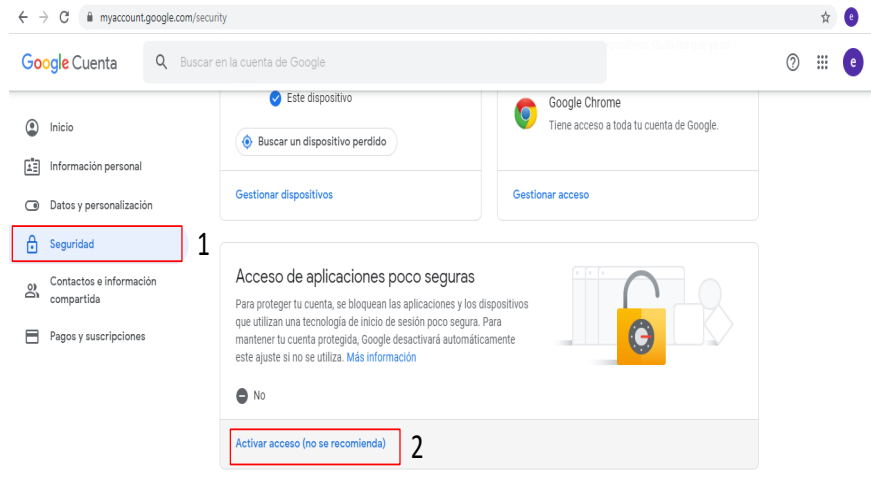 myaccount.google.com/security
e
Google Cuenta
Buscar en la cuenta de Google
e
Inicio
Información personal
Datos y personalización
Seguridad
1
Contactos e información
compartida
Pagos y suscripciones
Este dispositivo
Buscar un dispositivo perdido
Gestionar dispositivos
Google Chrome
Tiene acceso a toda tu cuenta de Google.
Gestionar acceso
Acceso de aplicaciones poco seguras
Para proteger tu cuenta, se bloquean las aplicaciones y los dispositivos
que utilizan una tecnología de inicio de sesión poco segura. Para
mantener tu cuenta protegida, Google desactivará automáticamente
este ajuste si no se utiliza. Más información
No
Activar acceso (no se recomienda)
2